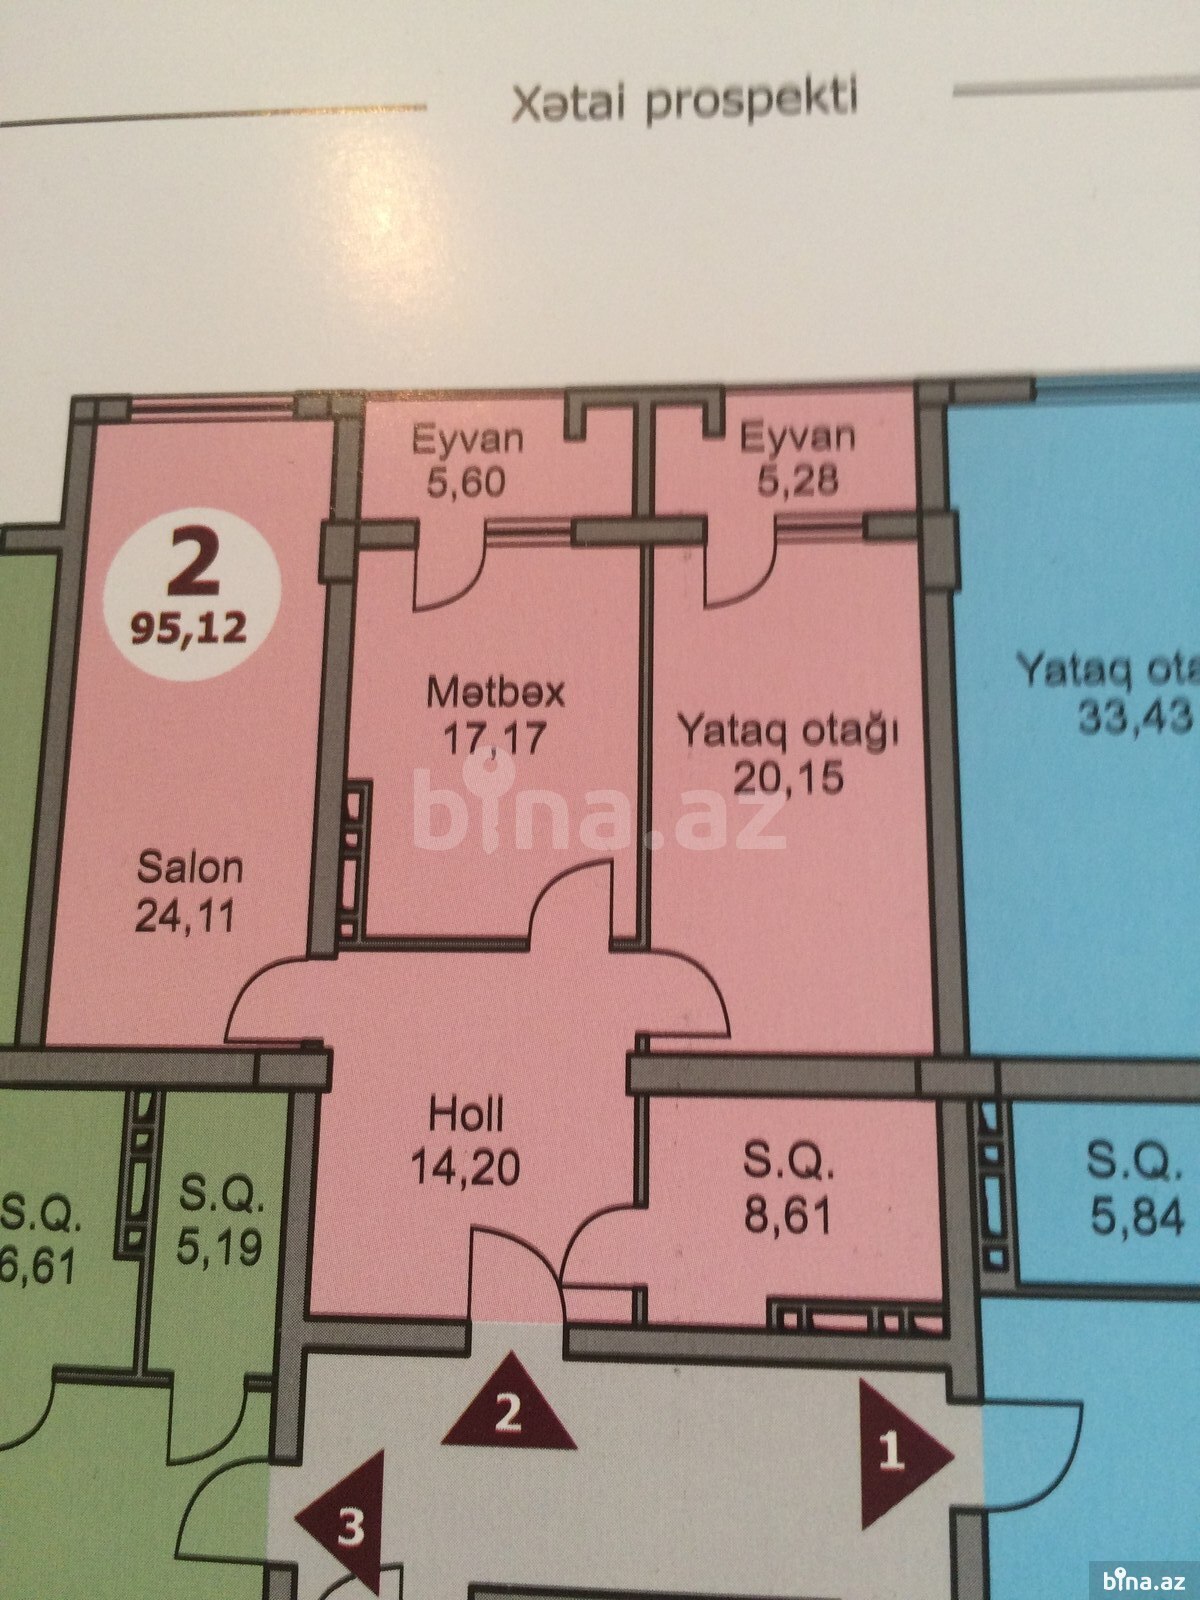 Xətai prospekti
Eyvan
5,60
Eyvan
5,28
2
95,12
Mətbəx
17,17
Yataq otağı
20,15
Yataq
33,43
bina.az
Salon
24,11
Holl
14,20
S.Q.
8,61
S.Q.
5,84
S.Q.
5,19
S.Q.
6,61
2
1
3
bina.az